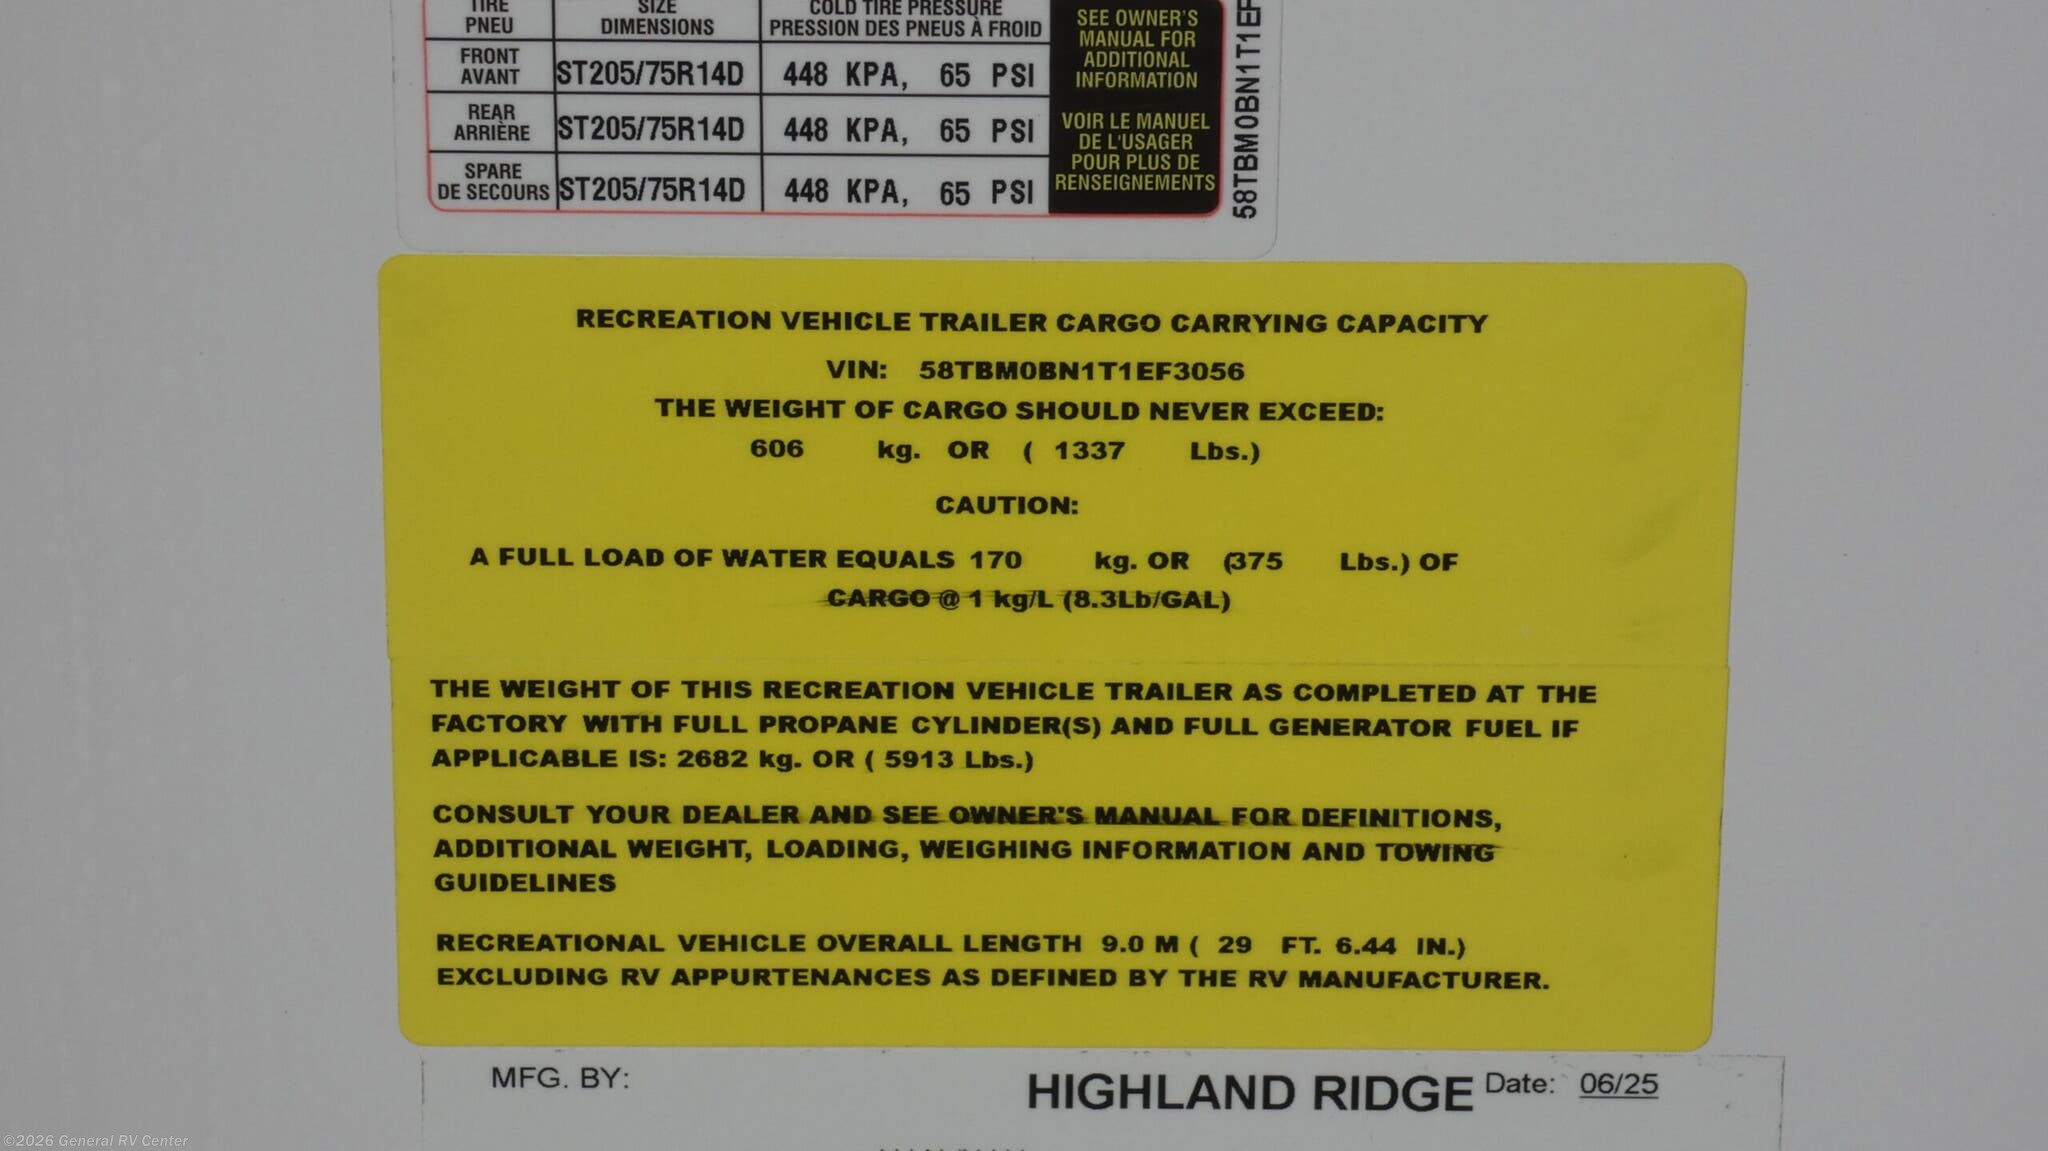 TIRE SIZE COLD TIRE PRESSURE
PNEU DIMENSIONS PRESSION DES PNEUS À FROID
FRONT
AVANT ST205/75R14D 448 KPA, 65 PSI
REAR
ARRIÈRE ST205/75R14D 448 KPA, 65 PSI
SPARE
DE SECOURS ST205/75R14D 448 KPA, 65 PSI
SEE OWNER'S
MANUAL FOR
ADDITIONAL
INFORMATION
VOIR LE MANUEL
DE L'USAGER
POUR PLUS DE
RENSEIGNEMENTS
58TBM0BN1T1EF
RECREATION VEHICLE TRAILER CARGO CARRYING CAPACITY
VIN: 58TBM0BN1T1EF3056
THE WEIGHT OF CARGO SHOULD NEVER EXCEED:
606 kg. OR ( 1337 Lbs.)
CAUTION:
A FULL LOAD OF WATER EQUALS 170 kg. OR (375 Lbs.) OF
CARGO @ 1 kg/L (8.3Lb/GAL)
THE WEIGHT OF THIS RECREATION VEHICLE TRAILER AS COMPLETED AT THE
FACTORY WITH FULL PROPANE CYLINDER(S) AND FULL GENERATOR FUEL IF
APPLICABLE IS: 2682 kg. OR ( 5913 Lbs.)
CONSULT YOUR DEALER AND SEE OWNER'S MANUAL FOR DEFINITIONS,
ADDITIONAL WEIGHT, LOADING, WEIGHING INFORMATION AND TOWING
GUIDELINES
RECREATIONAL VEHICLE OVERALL LENGTH 9.0 M ( 29 FT. 6.44 IN.)
EXCLUDING RV APPURTENANCES AS DEFINED BY THE RV MANUFACTURER.
MFG. BY: HIGHLAND RIDGE Date: 06/25
©2026 General RV Center